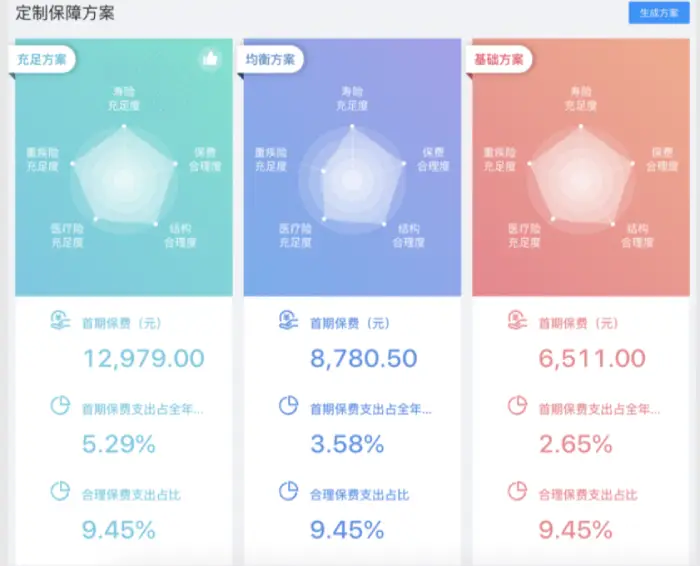 定制保障方案
生成方案
充足方案
寿险
充足度
重疾险
充足度
保费
合理度
医疗险
充足度
结构
合理度
首期保费（元）
12,979.00
首期保费支出占全年...
5.29%
合理保费支出占比
9.45%
均衡方案
寿险
充足度
重疾险
充足度
保费
合理度
医疗险
充足度
结构
合理度
首期保费（元）
8,780.50
首期保费支出占全年...
3.58%
合理保费支出占比
9.45%
基础方案
寿险
充足度
重疾险
充足度
保费
合理度
医疗险
充足度
结构
合理度
首期保费（元）
6,511.00
首期保费支出占全年...
2.65%
合理保费支出占比
9.45%